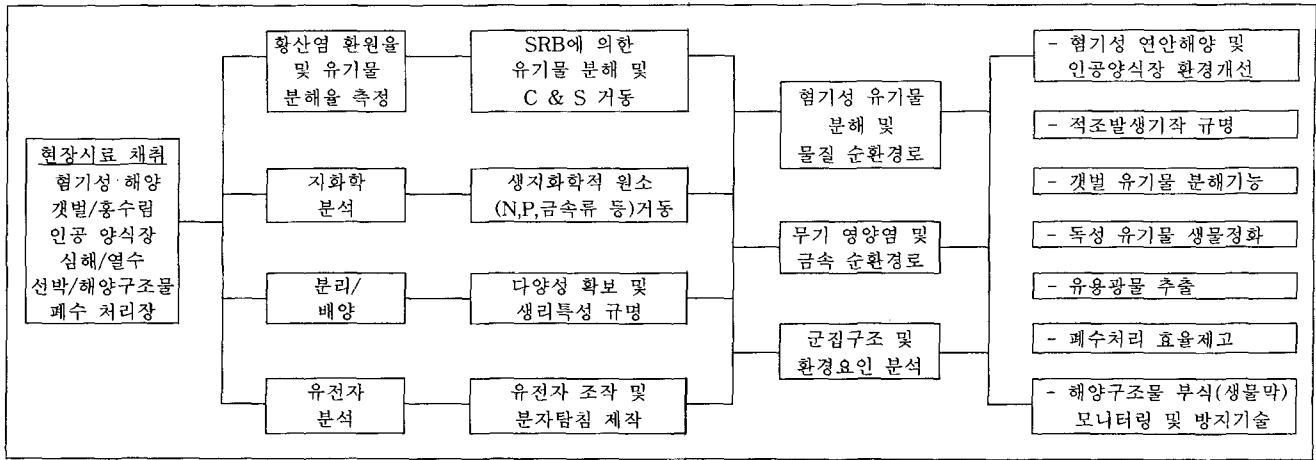 현장시료 채취
혐기성 해양
갯벌/홍수림
인공 양식장
심해/열수
선박/해양구조물
폐수 처리장
황산염 환원율
및 유기물
분해율 측정
지화학
분석
분리/
배양
유전자
분석
SRB에 의한
유기물 분해 및
C & S 거동
생지화학적 원소
(N,P,금속류 등)거동
다양성 확보 및
생리특성 규명
유전자 조작 및
분자탐침 제작
혐기성 유기물
분해 및
물질 순환경로
무기 영양염 및
금속 순환경로
군집구조 및
환경요인 분석
- 혐기성 연안해양 및
인공양식장 환경개선
- 적조발생기작 규명
- 갯벌 유기물 분해기능
- 독성 유기물 생물정화
- 유용광물 추출
- 폐수처리 효율제고
- 해양구조물 부식(생물막)
모니터링 및 방지기술